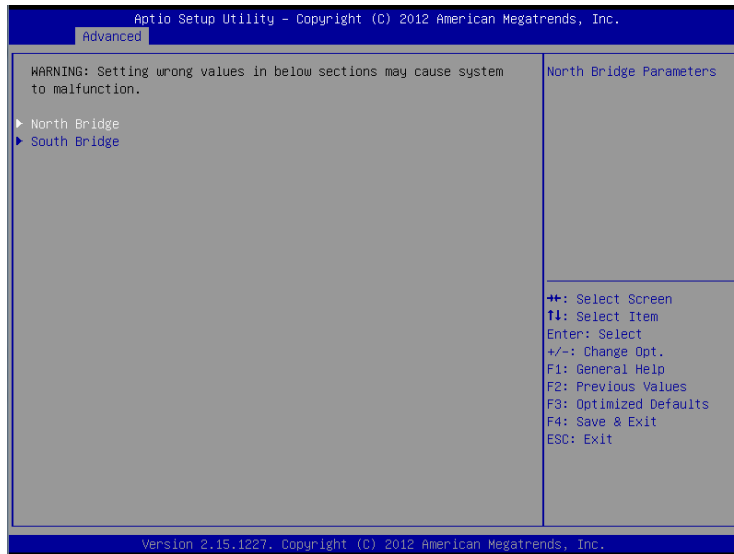 Aptio Setup Utility – Copyright (C) 2012 American Megatrends, Inc.
Advanced
WARNING: Setting wrong values in below sections may cause system
to malfunction.
▶ North Bridge
▶ South Bridge
North Bridge Parameters
→←: Select Screen
↑↓: Select Item
Enter: Select
+/-: Change Opt.
F1: General Help
F2: Previous Values
F3: Optimized Defaults
F4: Save & Exit
ESC: Exit
Version 2.15.1227. Copyright (C) 2012 American Megatrends, Inc.